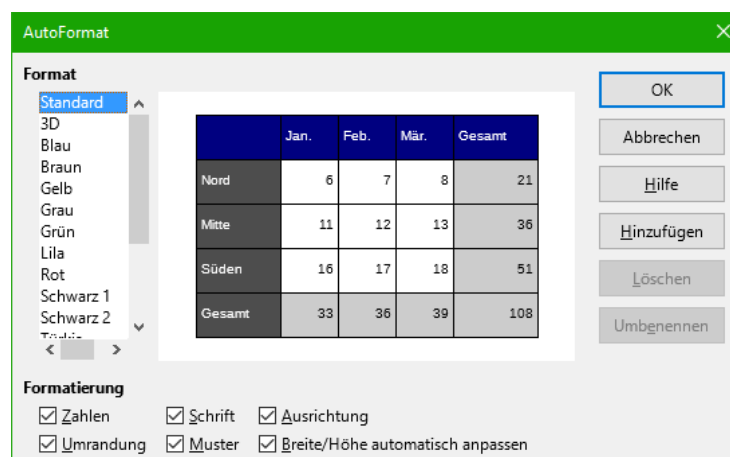 AutoFormat
Format
Standard
3D
Blau
Braun
Gelb
Grau
Grün
Lila
Rot
Schwarz 1
Schwarz 2
Jan. Feb. Mär. Gesamt
Nord 6 7 8 21
Mitte 11 12 13 36
Süden 16 17 18 51
Gesamt 33 36 39 108
OK
Abbrechen
Hilfe
Hinzufügen
Löschen
Umbenennen
Formatierung
Zahlen Schrift Ausrichtung
Umrandung Muster Breite/Höhe automatisch anpassen